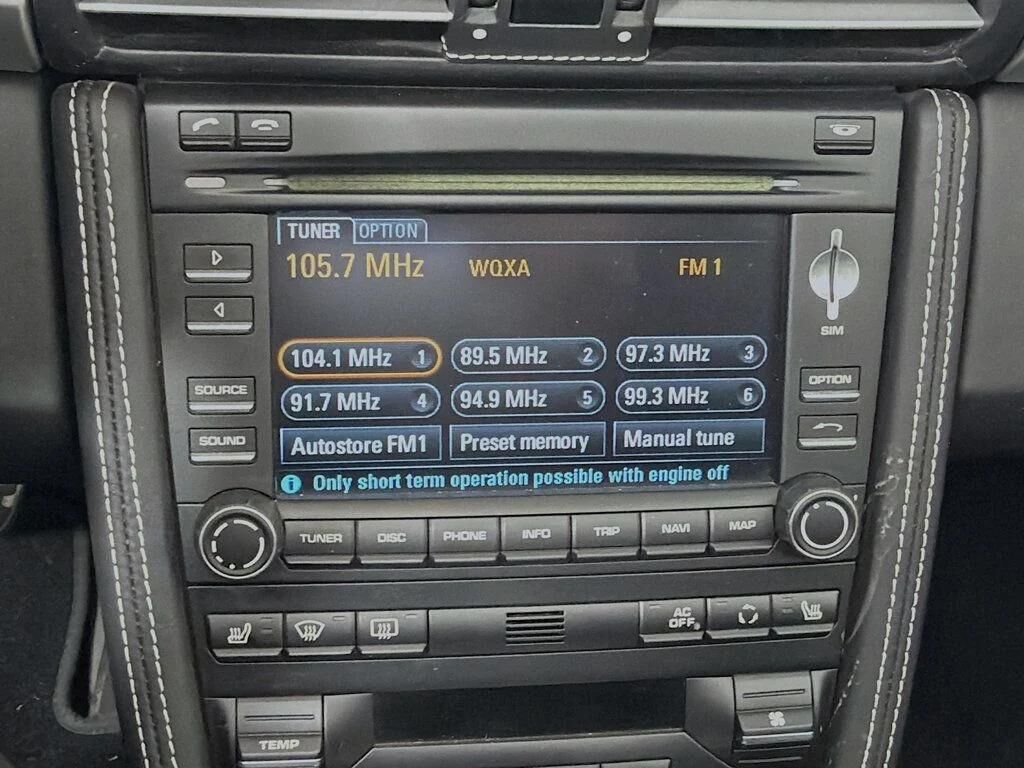 TUNER OPTION
105.7 MHz WQXA FM 1
104.1 MHz 1 89.5 MHz 2 97.3 MHz 3
91.7 MHz 4 94.9 MHz 5 99.3 MHz 6
Autostore FM1 Preset memory Manual tune
i Only short term operation possible with engine off
SIM
SOURCE
OPTION
SOUND
TUNER DISC PHONE INFO TRIP NAVI MAP
AC
OFF
TEMP